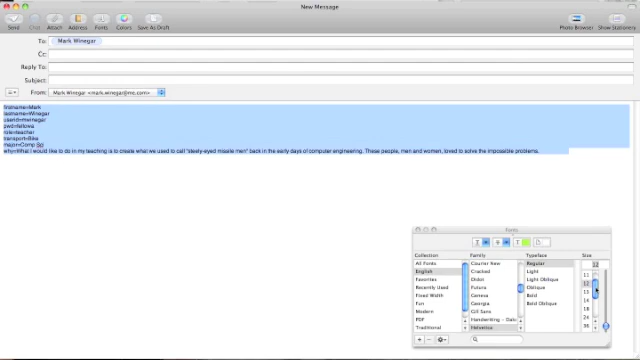 New Message
Send Chat Attach Address Fonts Colors Save As Draft Photo Browser Show Stationery
To: Mark Winegar
Cc:
Reply To:
Subject:
From: Mark Winegar <mark.winegar@me.com>
firstname=Mark
lastname=Winegar
userid=mwinegar
role=teacher
transport=Bike
major=Comp Sci
why=What I would like to do in my teaching is to create what we used to call "steely-eyed missile men" back in the early days of computer engineering. These people, men and women, loved to solve the impossible problems.
Fonts
Collection Family Typeface Size
All Fonts Courier New Regular 12
English Cracked Light 11
Favorites Didot Light Oblique 12
Recently Used Futura Oblique 13
Fixed Width Geneva Bold 14
Fun Georgia Bold Oblique 18
Modern Gill Sans 24
PDF Handwriting - Da 36
Traditional Helvetica